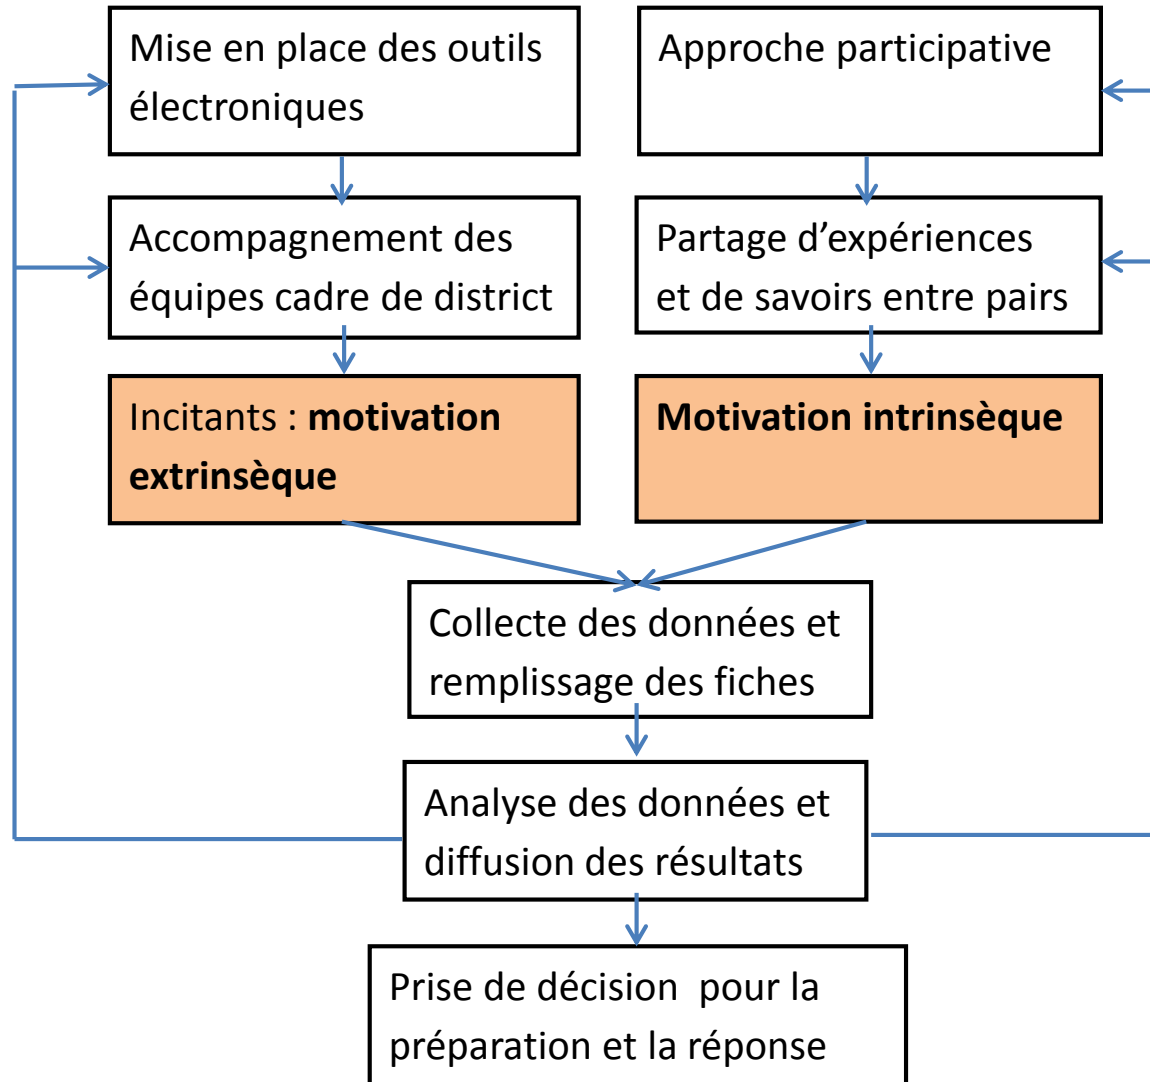 Mise en place des outils
électroniques
Approche participative
Accompagnement des
équipes cadre de district
Partage d’expériences
et de savoirs entre pairs
Incitants : motivation
extrinsèque
Motivation intrinsèque
Collecte des données et
remplissage des fiches
Analyse des données et
diffusion des résultats
Prise de décision  pour la
préparation et la réponse